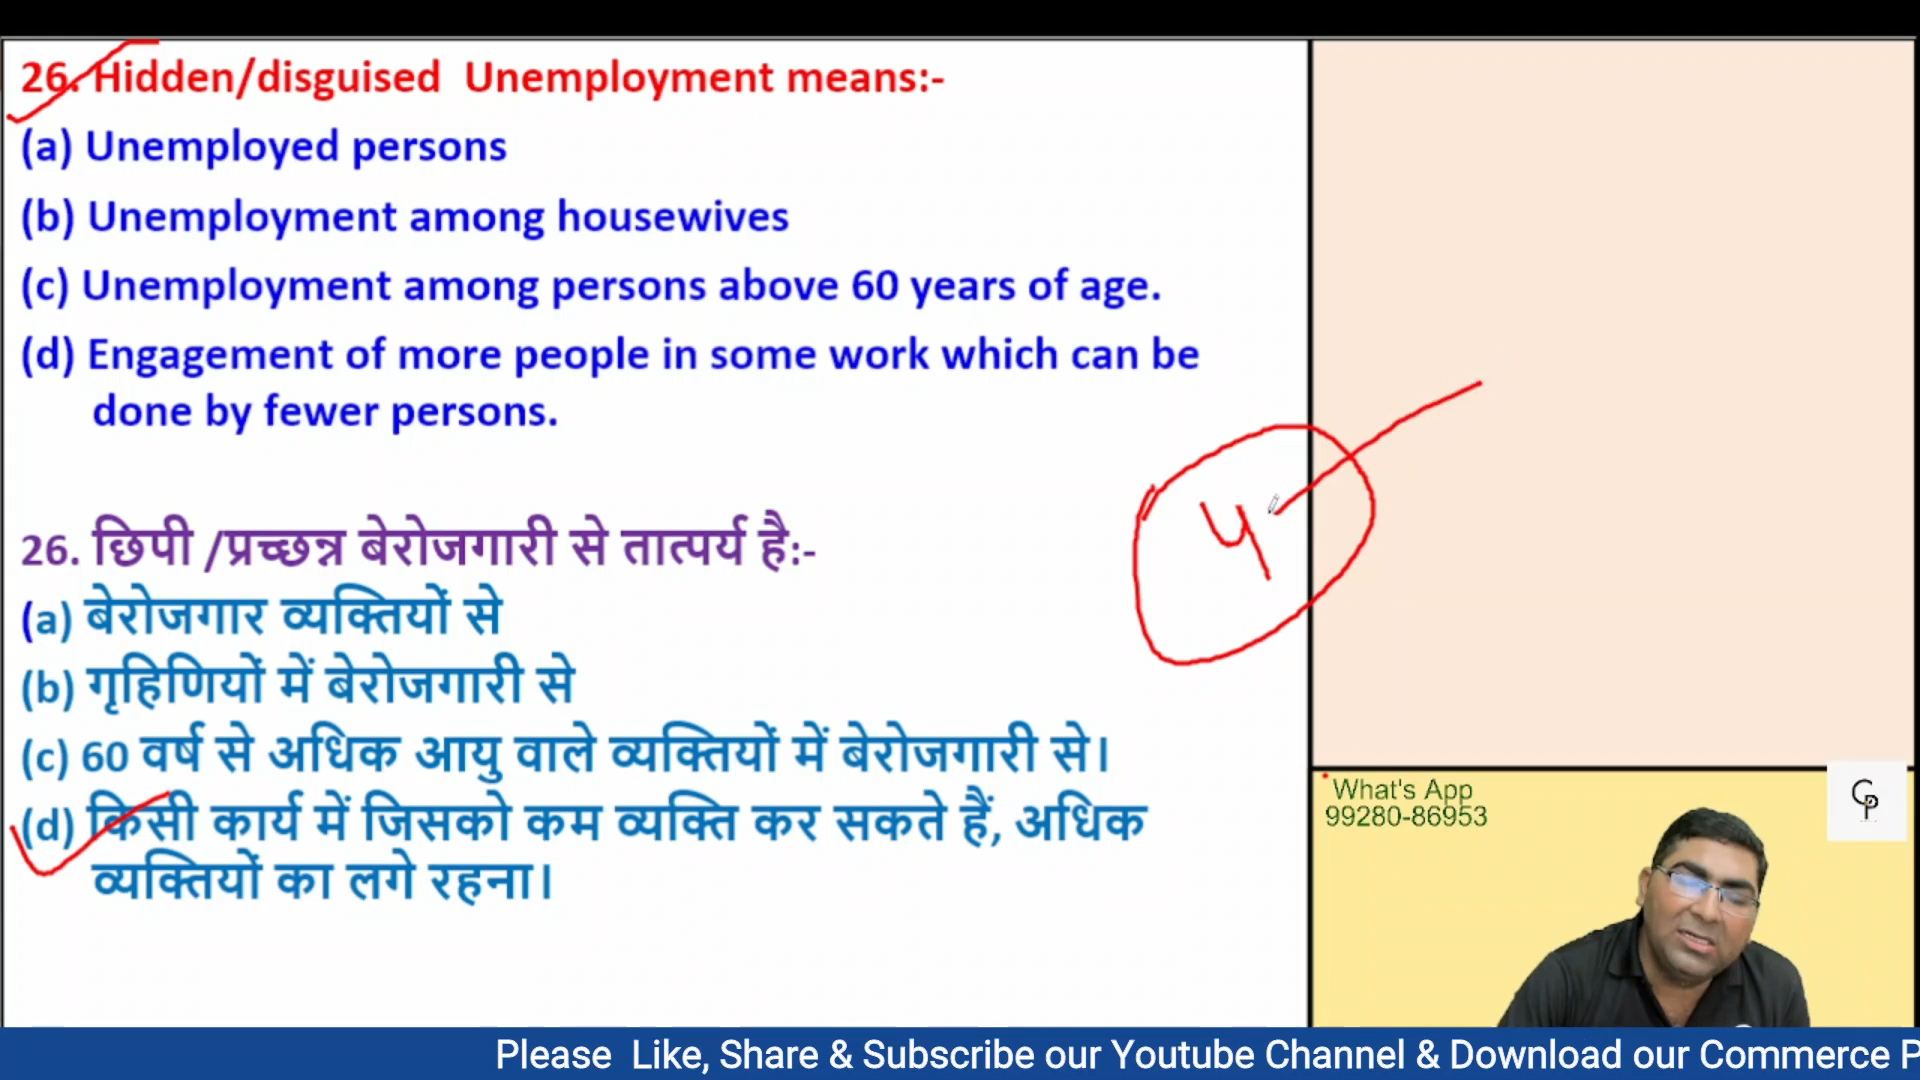 26. Hidden/disguised Unemployment means:-
(a) Unemployed persons
(b) Unemployment among housewives
(c) Unemployment among persons above 60 years of age.
(d) Engagement of more people in some work which can be
done by fewer persons.
26. छिपी /प्रच्छन्न बेरोजगारी से तात्पर्य है:-
(a) बेरोजगार व्यक्तियों से
(b) गृहिणियों में बेरोजगारी से
(c) 60 वर्ष से अधिक आयु वाले व्यक्तियों में बेरोजगारी से।
(d) किसी कार्य में जिसको कम व्यक्ति कर सकते हैं, अधिक
व्यक्तियों का लगे रहना।
What's App
99280-86953
CP
Please Like, Share & Subscribe our Youtube Channel & Download our Commerce P